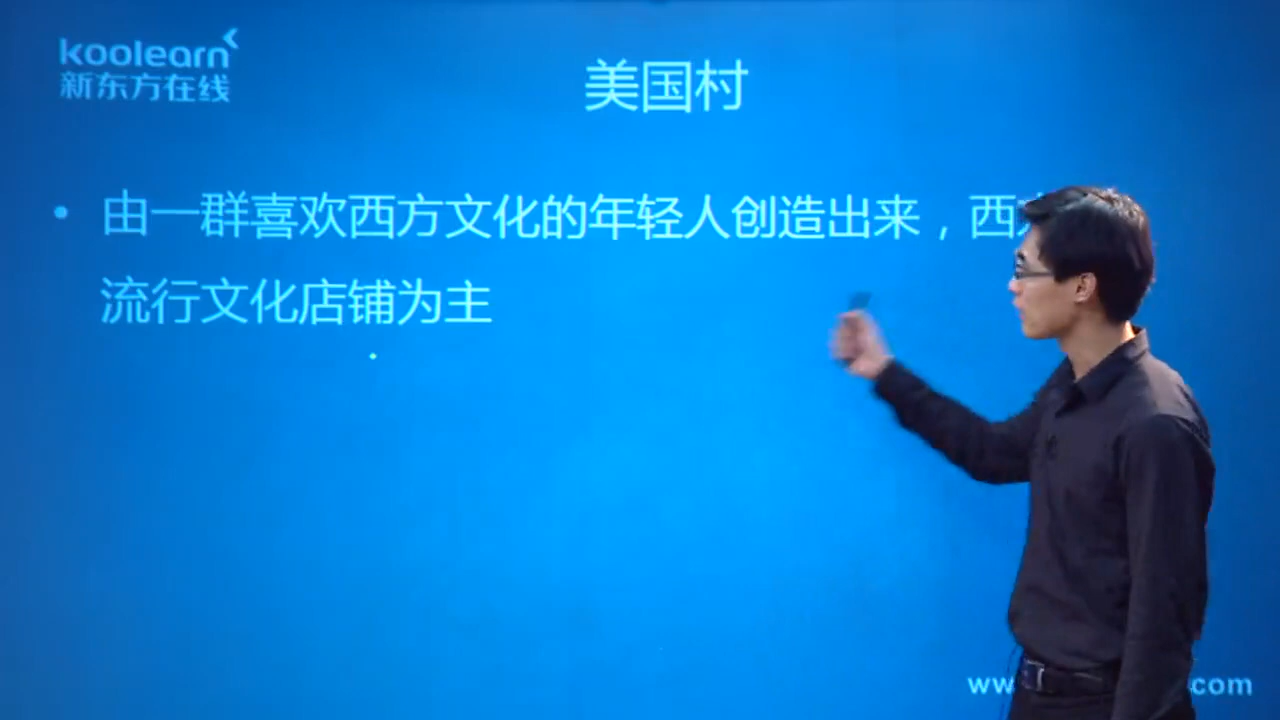 koolearn
新东方在线
美国村
• 由一群喜欢西方文化的年轻人创造出来，西
流行文化店铺为主
ww
.com